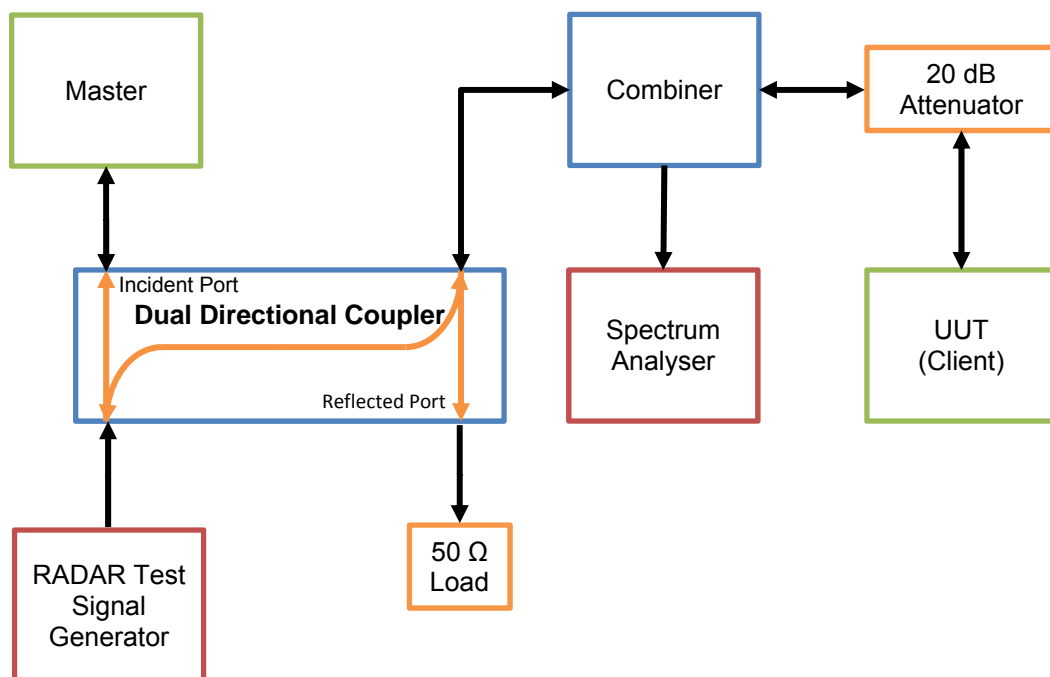 Master
Combiner
20 dB
Attenuator
Incident Port
Dual Directional Coupler
Reflected Port
Spectrum
Analyser
UUT
(Client)
RADAR Test
Signal
Generator
50 Ω
Load